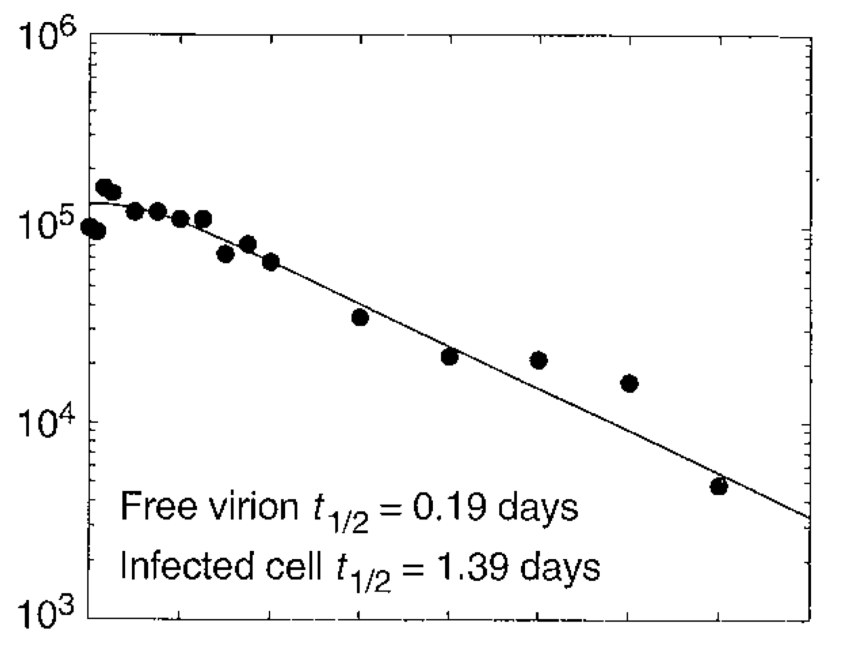 10⁶
10⁵
10⁴
Free virion t₁/₂ = 0.19 days
Infected cell t₁/₂ = 1.39 days
10³